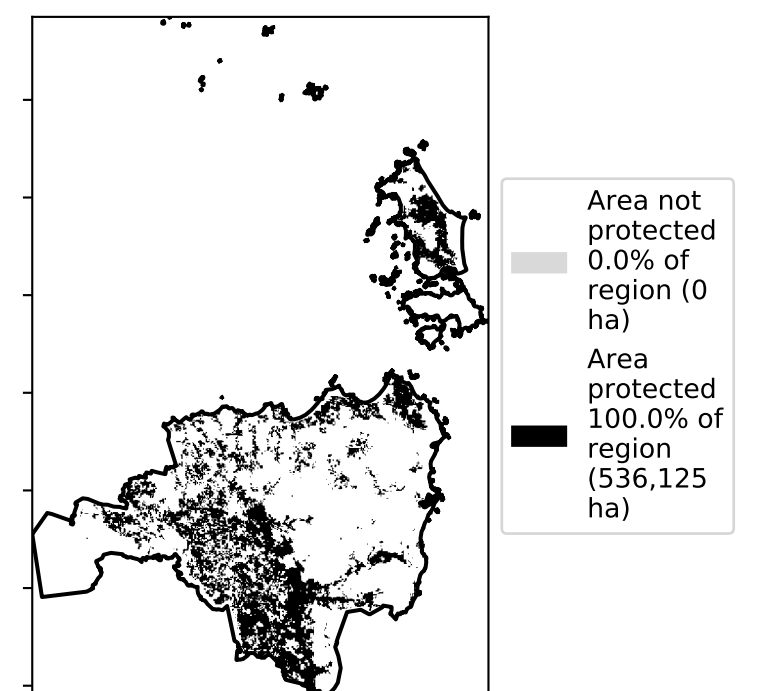 Area not
protected
0.0% of
region (0
ha)
Area
protected
100.0% of
region
(536,125
ha)